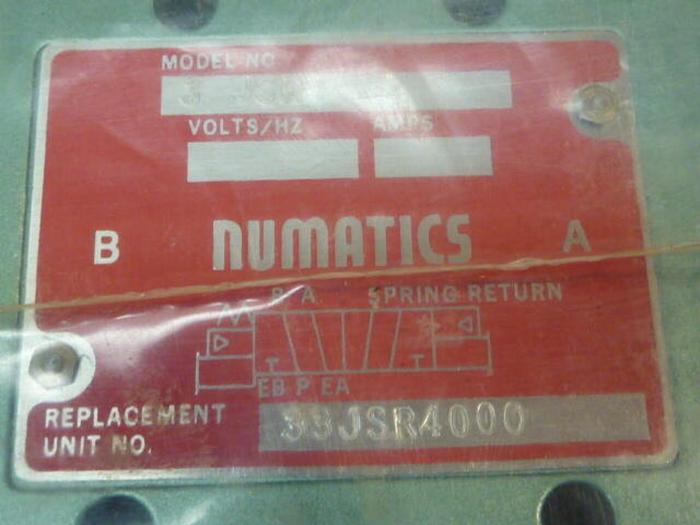 MODEL NO
VOLTS/HZ AMPS
B NUMATICS A
B A SPRING RETURN
EB P EA
REPLACEMENT
UNIT NO. 33JSR4000